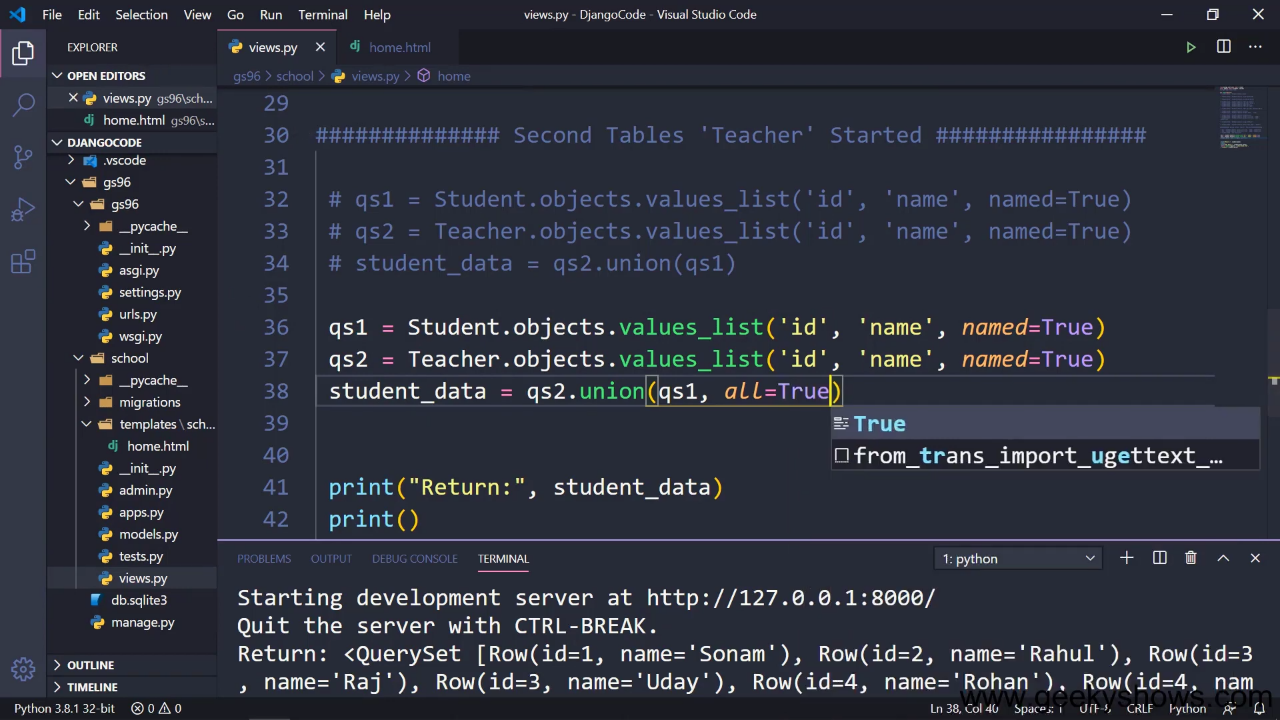 File Edit Selection View Go Run Terminal Help
views.py - DjangoCode - Visual Studio Code
EXPLORER
views.py
home.html
OPEN EDITORS
views.py gs96\sch...
home.html gs96\s...
DJANGOCODE
.vscode
gs96
gs96
__pycache__
__init__.py
asgi.py
settings.py
urls.py
wsgi.py
school
__pycache__
migrations
templates \ sch...
home.html
__init__.py
admin.py
apps.py
models.py
tests.py
views.py
db.sqlite3
manage.py
OUTLINE
TIMELINE
gs96 > school > views.py > home
29
30 ############## Second Tables 'Teacher' Started ################
31
32 # qs1 = Student.objects.values_list('id', 'name', named=True)
33 # qs2 = Teacher.objects.values_list('id', 'name', named=True)
34 # student_data = qs2.union(qs1)
35
36 qs1 = Student.objects.values_list('id', 'name', named=True)
37 qs2 = Teacher.objects.values_list('id', 'name', named=True)
38 student_data = qs2.union(qs1, all=True)
39
True
40
from_trans_import_ugettext_...
41 print("Return:", student_data)
42 print()
PROBLEMS OUTPUT DEBUG CONSOLE TERMINAL
1: python
Starting development server at http://127.0.0.1:8000/
Quit the server with CTRL-BREAK.
Return: <QuerySet [Row(id=1, name='Sonam'), Row(id=2, name='Rahul'), Row(id=3
, name='Raj'), Row(id=3, name='Uday'), Row(id=4, name='Rohan'), Row(id=4, nam
www.geekyshows.com
Python 3.8.1 32-bit 0 0 Ln 38, Col 40 Spaces: 1 UTF-8 CRLF Python